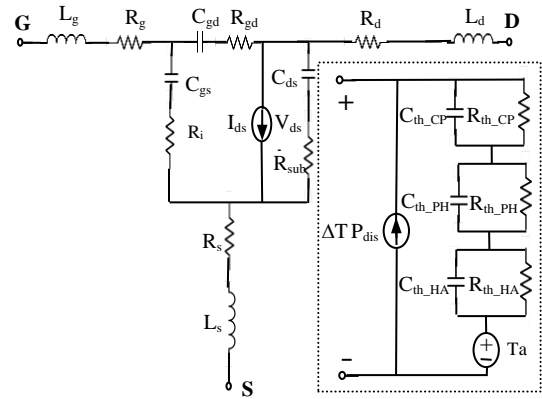 G
L_g
R_g
C_gd
R_gd
R_d
L_d
D
C_gs
C_ds
R_i
I_ds
V_ds
R_sub
R_s
L_s
S
+
C_th_CP
R_th_CP
C_th_PH
R_th_PH
ΔT P_dis
C_th_HA
R_th_HA
+
−
Ta
−